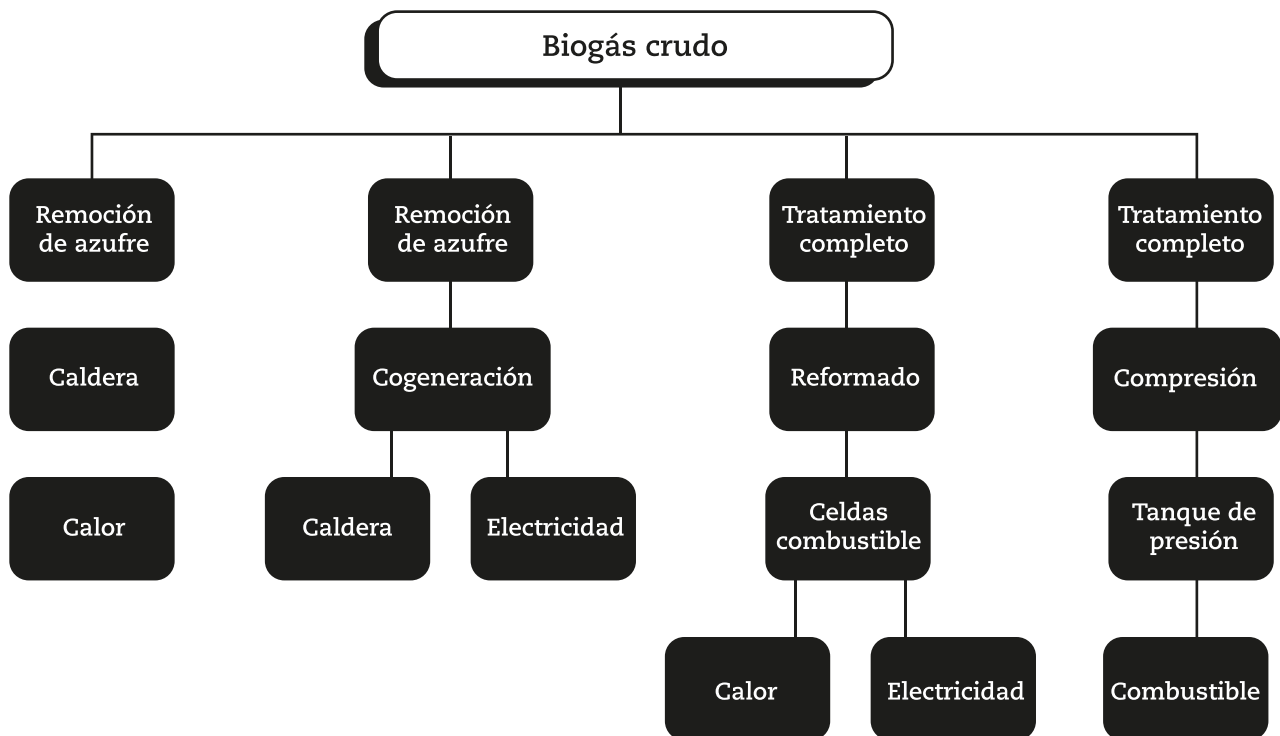 Biogás crudo
Remoción
de azufre
Remoción
de azufre
Tratamiento
completo
Tratamiento
completo
Caldera
Cogeneración
Reformado
Compresión
Calor
Caldera
Electricidad
Celdas
combustible
Tanque de
presión
Calor
Electricidad
Combustible